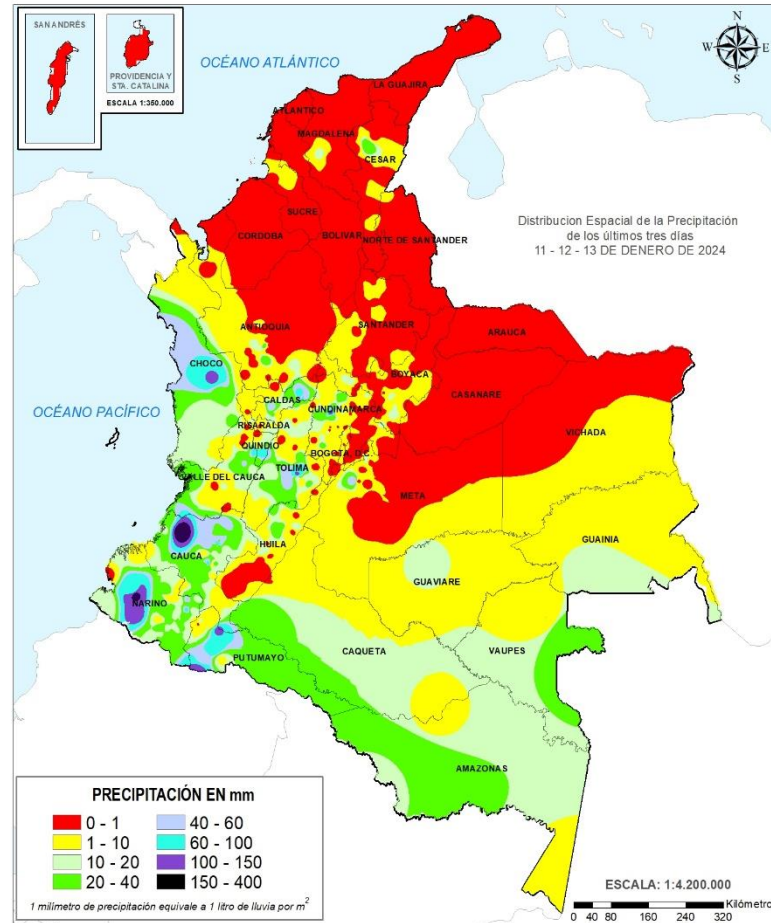 SAN ANDRÉS
PROVIDENCIA Y
STA. CATALINA
ESCALA 1:350.000
OCÉANO ATLÁNTICO
N
W
E
S
LA GUAJIRA
ATLANTICO
MAGDALENA
CESAR
SUCRE
CORDOBA
BOLIVAR
NORTE DE SANTANDER
Distribucion Espacial de la Precipitación
de los últimos tres días
11 - 12 - 13 DE DENERO DE 2024
ANTIOQUIA
SANTANDER
ARAUCA
CHOCO
BOYACA
CASANARE
CALDAS
CUNDINAMARCA
OCÉANO PACÍFICO
RISARALDA
VICHADA
QUINDIO
BOGOTA, D.C.
TOLIMA
VALLE DEL CAUCA
META
GUAINIA
CAUCA
HUILA
GUAVIARE
NARIÑO
CAQUETA
VAUPES
PUTUMAYO
AMAZONAS
PRECIPITACIÓN EN mm
0 - 1
40 - 60
1 - 10
60 - 100
10 - 20
100 - 150
20 - 40
150 - 400
1 milímetro de precipitación equivale a 1 litro de lluvia por m²
ESCALA: 1:4.200.000
Kilómetros
0 40 80 160 240 320